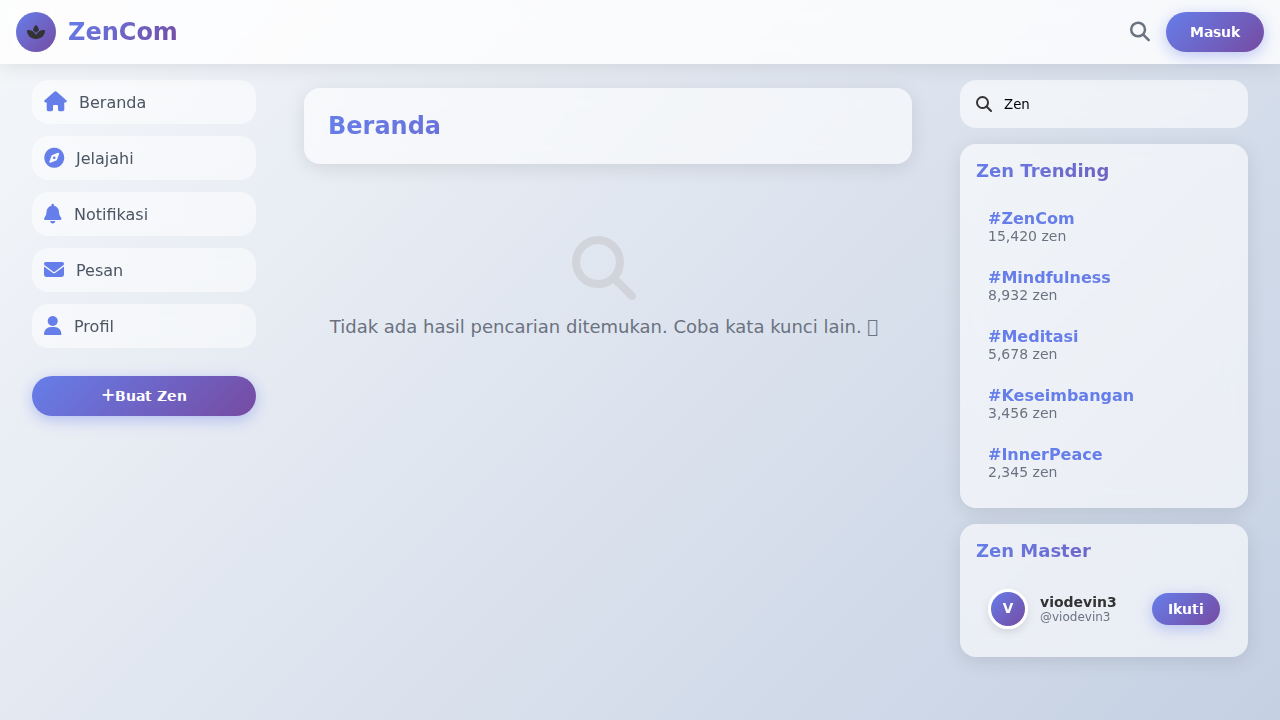 ZenCom
Masuk
Beranda
Jelajahi
Notifikasi
Pesan
Profil
+Buat Zen
Beranda
Tidak ada hasil pencarian ditemukan. Coba kata kunci lain.
Zen
Zen Trending
#ZenCom
15,420 zen
#Mindfulness
8,932 zen
#Meditasi
5,678 zen
#Keseimbangan
3,456 zen
#InnerPeace
2,345 zen
Zen Master
V
viodevin3
@viodevin3
Ikuti